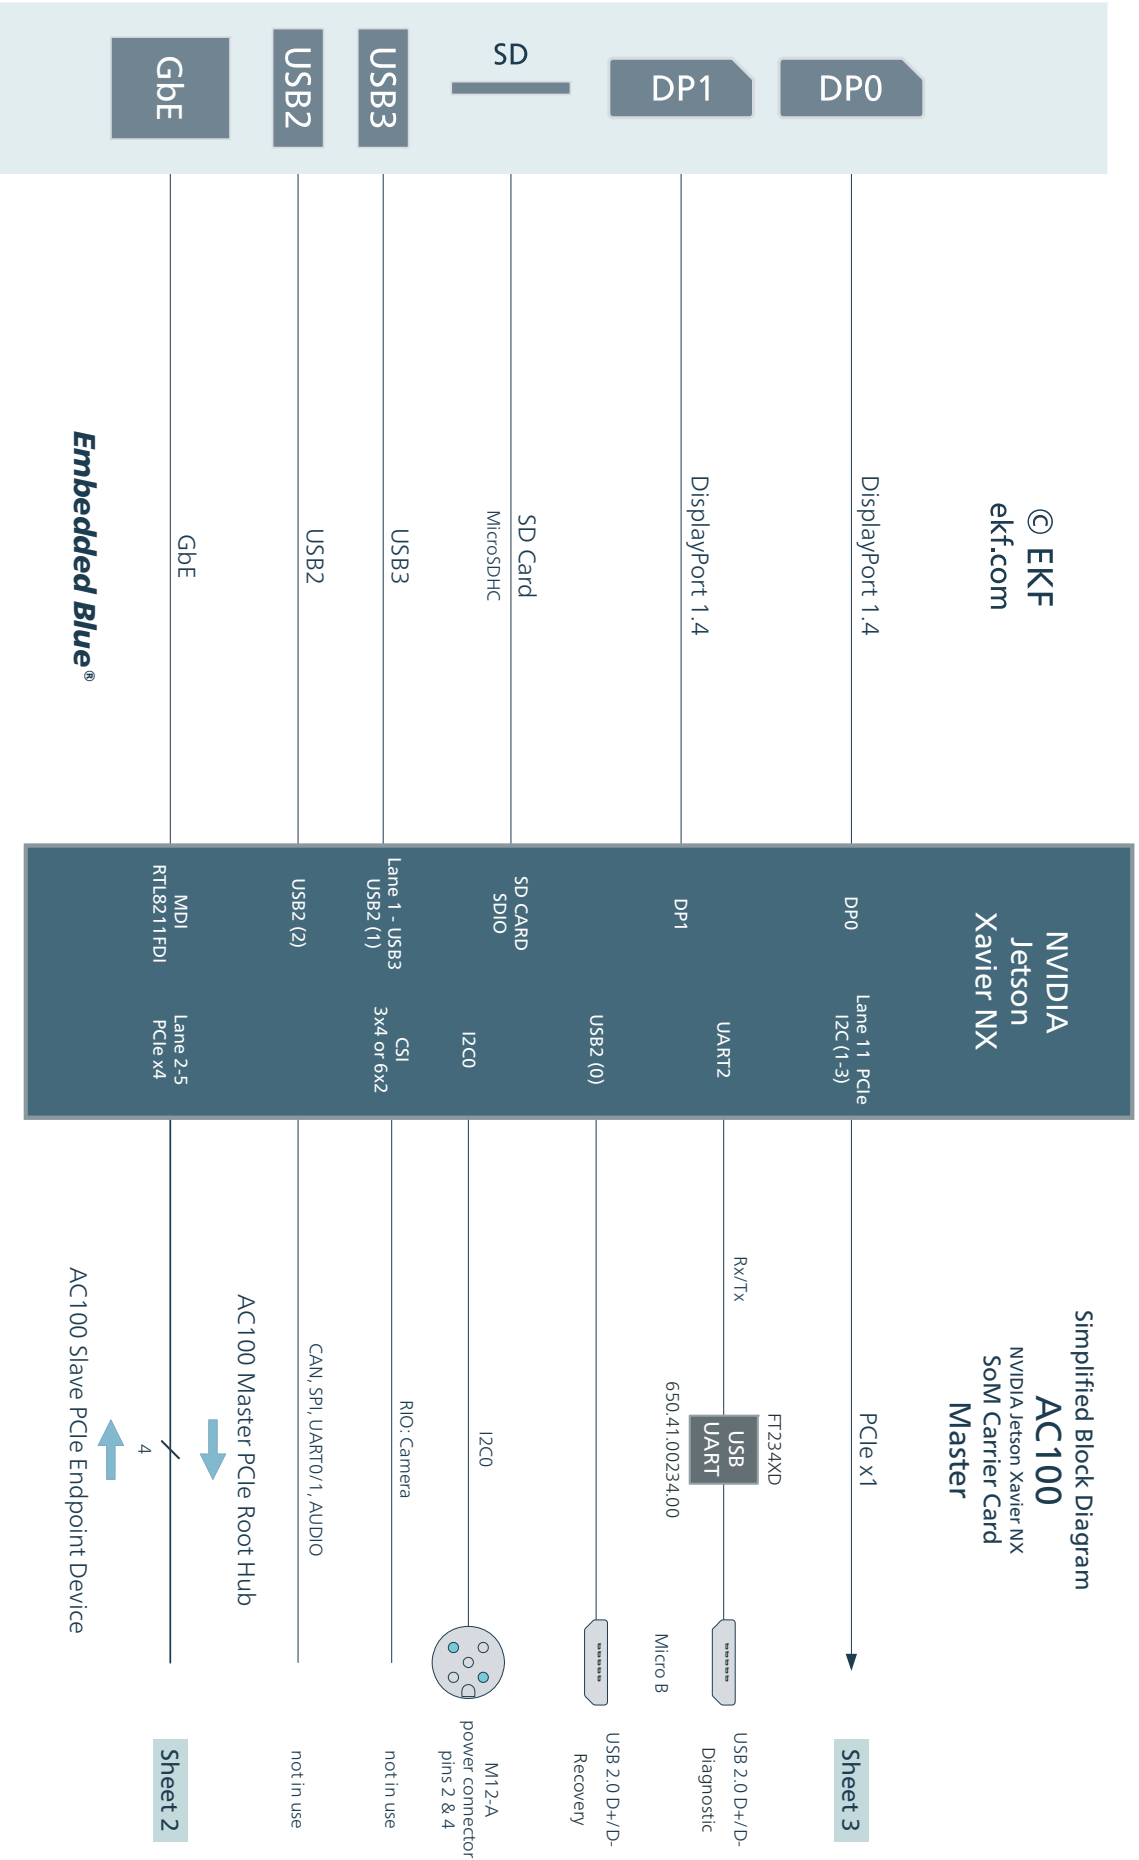 © EKF
ekf.com
Simplified Block Diagram
AC100
NVIDIA Jetson Xavier NX
SoM Carrier Card
Master
NVIDIA
Jetson
Xavier NX
DP0
DisplayPort 1.4
DP0
Lane 11 PCIe
I2C (1-3)
PCIe x1
Sheet 3
DP1
DisplayPort 1.4
DP1
UART2
Rx/Tx
FT234XD
USB
UART
650.41.00234.00
USB 2.0 D+/D-
Diagnostic
Micro B
USB2 (0)
USB 2.0 D+/D-
Recovery
SD
SD Card
MicroSDHC
SD CARD
SDIO
I2C0
I2C0
M12-A
power connector
pins 2 & 4
USB3
USB3
Lane 1 - USB3
USB2 (1)
CSI
3x4 or 6x2
RIO: Camera
not in use
USB2
USB2
USB2 (2)
CAN, SPI, UART0/1, AUDIO
not in use
AC100 Master PCIe Root Hub
GbE
GbE
MDI
RTL8211FDI
Lane 2-5
PCIe x4
4
Sheet 2
AC100 Slave PCIe Endpoint Device
Embedded Blue®